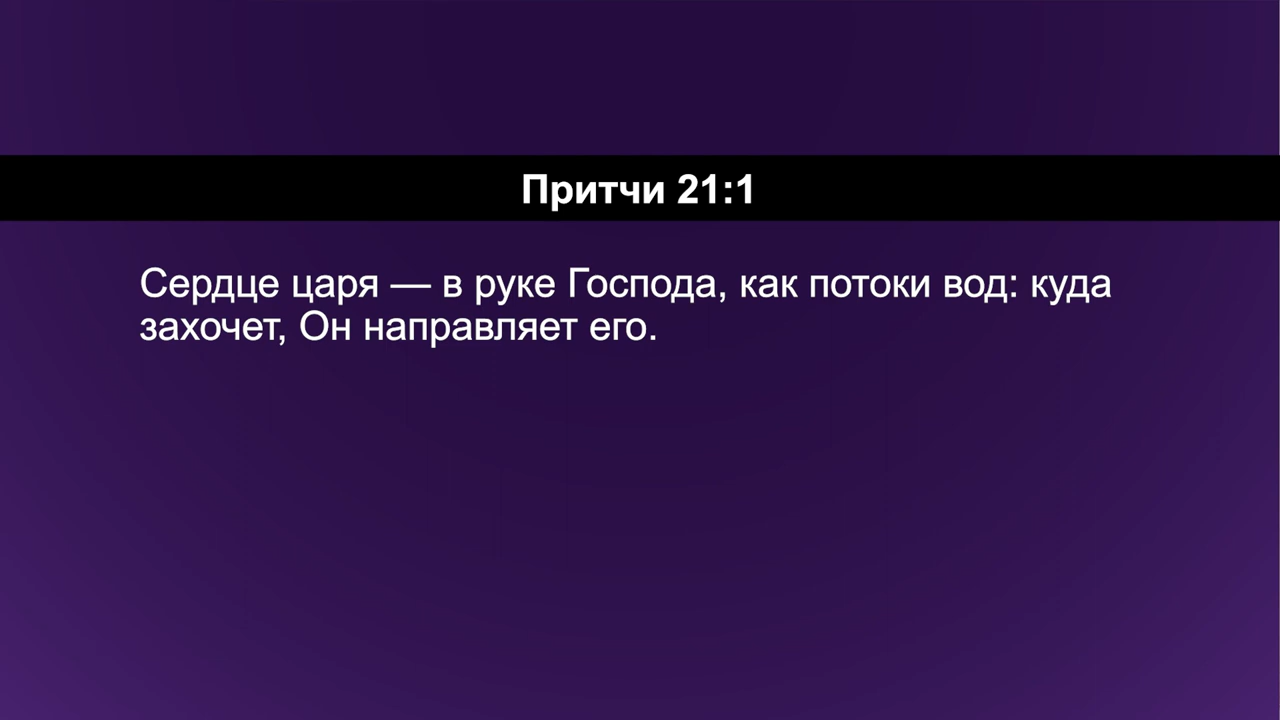 Притчи 21:1
Сердце царя — в руке Господа, как потоки вод: куда
захочет, Он направляет его.